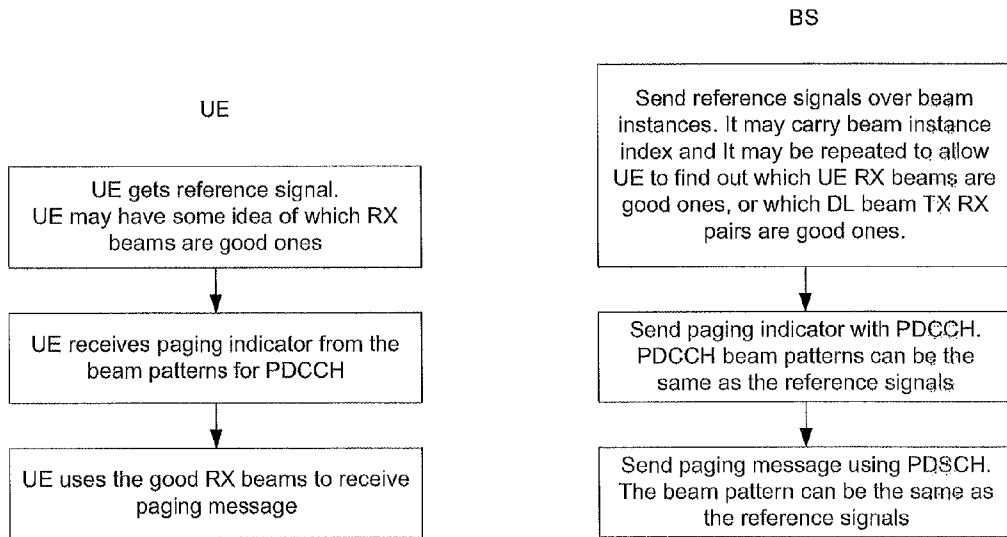 UE
UE gets reference signal.
UE may have some idea of which RX
beams are good ones
UE receives paging indicator from the
beam patterns for PDCCH
UE uses the good RX beams to receive
paging message
BS
Send reference signals over beam
instances. It may carry beam instance
index and It may be repeated to allow
UE to find out which UE RX beams are
good ones, or which DL beam TX RX
pairs are good ones.
Send paging indicator with PDCCH.
PDCCH beam patterns can be the
same as the reference signals
Send paging message using PDSCH.
The beam pattern can be the same as
the reference signals